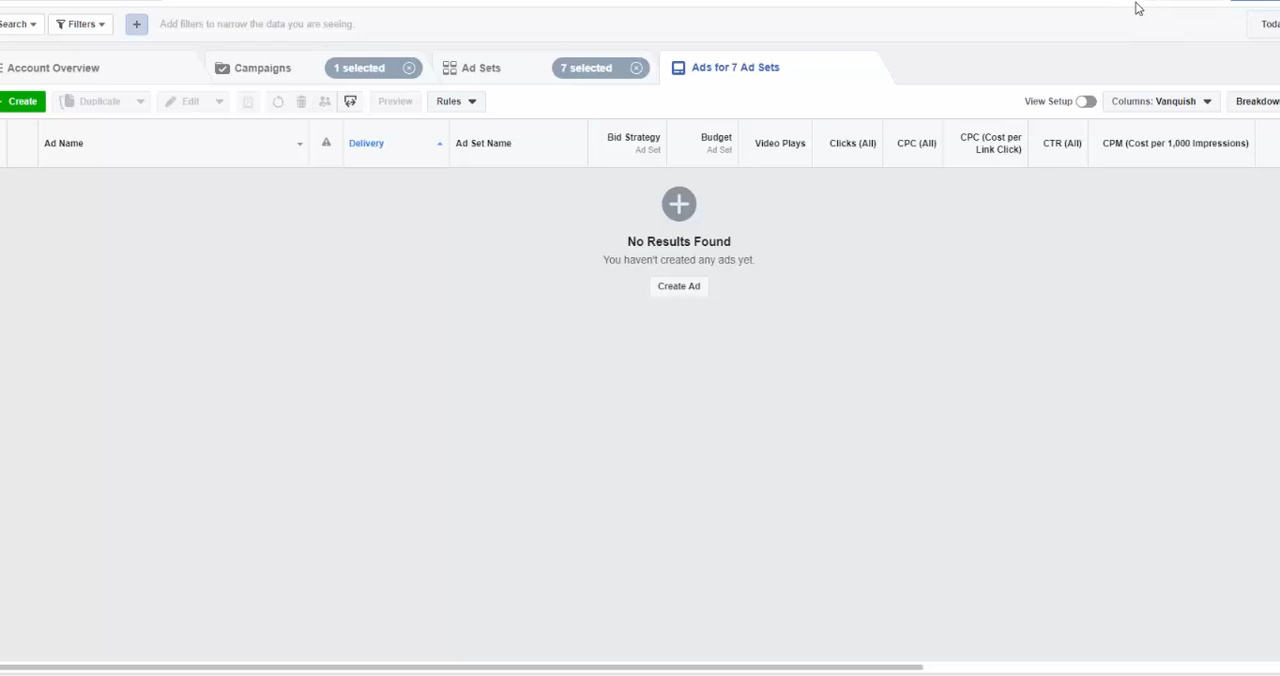 Search Filters Add filters to narrow the data you are seeing.
Account Overview Campaigns 1 selected Ad Sets 7 selected Ads for 7 Ad Sets
Create Duplicate Edit Preview Rules View Setup Columns: Vanquish
Ad Name Delivery Ad Set Name Bid Strategy Budget Video Plays Clicks (All) CPC (All) CPC (Cost per CTR (All) CPM (Cost per 1,000 Impressions)
Ad Set Ad Set Link Click)
No Results Found
You haven't created any ads yet.
Create Ad